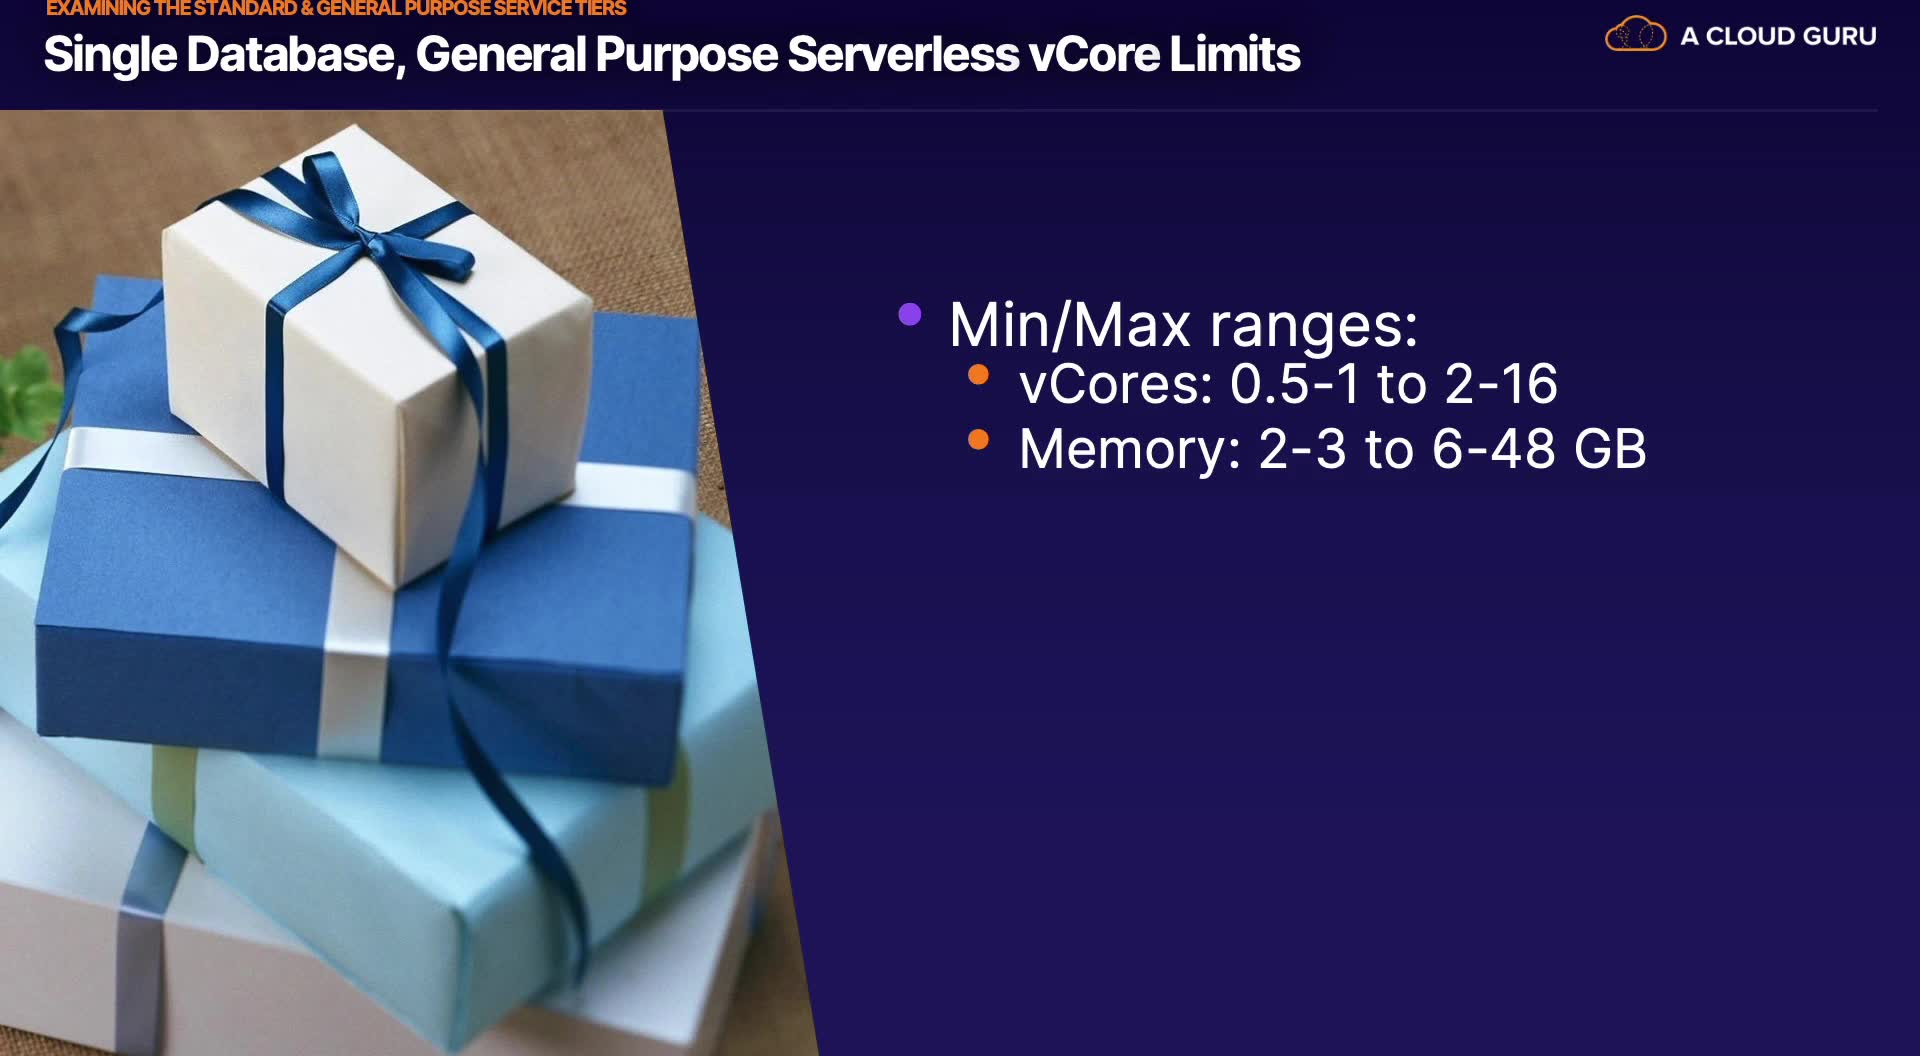 EXAMINING THE STANDARD & GENERAL PURPOSE SERVICE TIERS
Single Database, General Purpose Serverless vCore Limits
A CLOUD GURU
Min/Max ranges:
vCores: 0.5-1 to 2-16
Memory: 2-3 to 6-48 GB